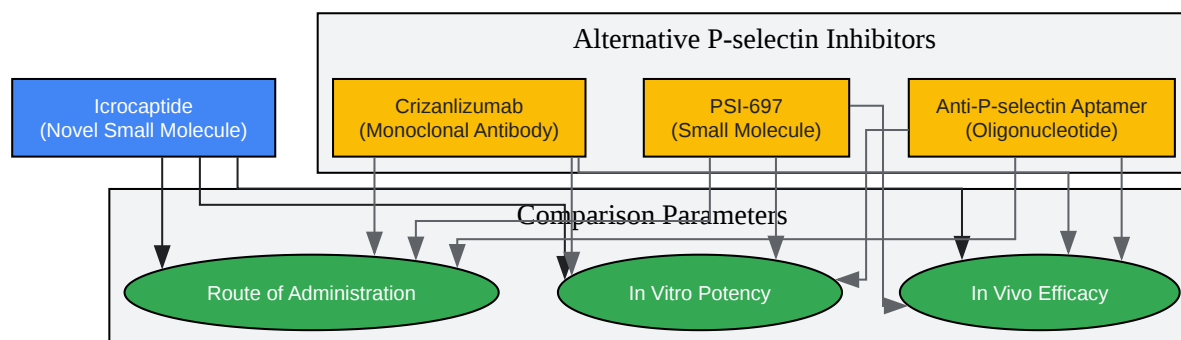 Alternative P-selectin Inhibitors
Icrocaptide
(Novel Small Molecule)
Crizanlizumab
(Monoclonal Antibody)
PSI-697
(Small Molecule)
Anti-P-selectin Aptamer
(Oligonucleotide)
Comparison Parameters
Route of Administration
In Vitro Potency
In Vivo Efficacy